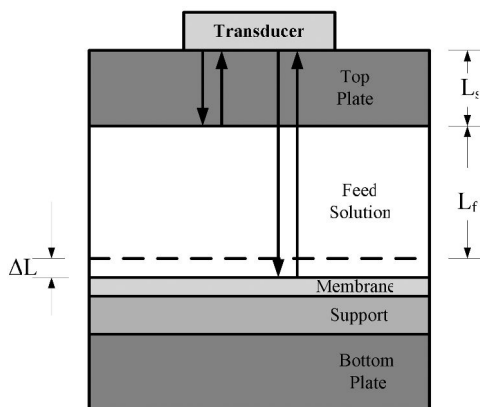 Transducer
Top
Plate
Ls
Feed
Solution
Lf
ΔL
Membrane
Support
Bottom
Plate